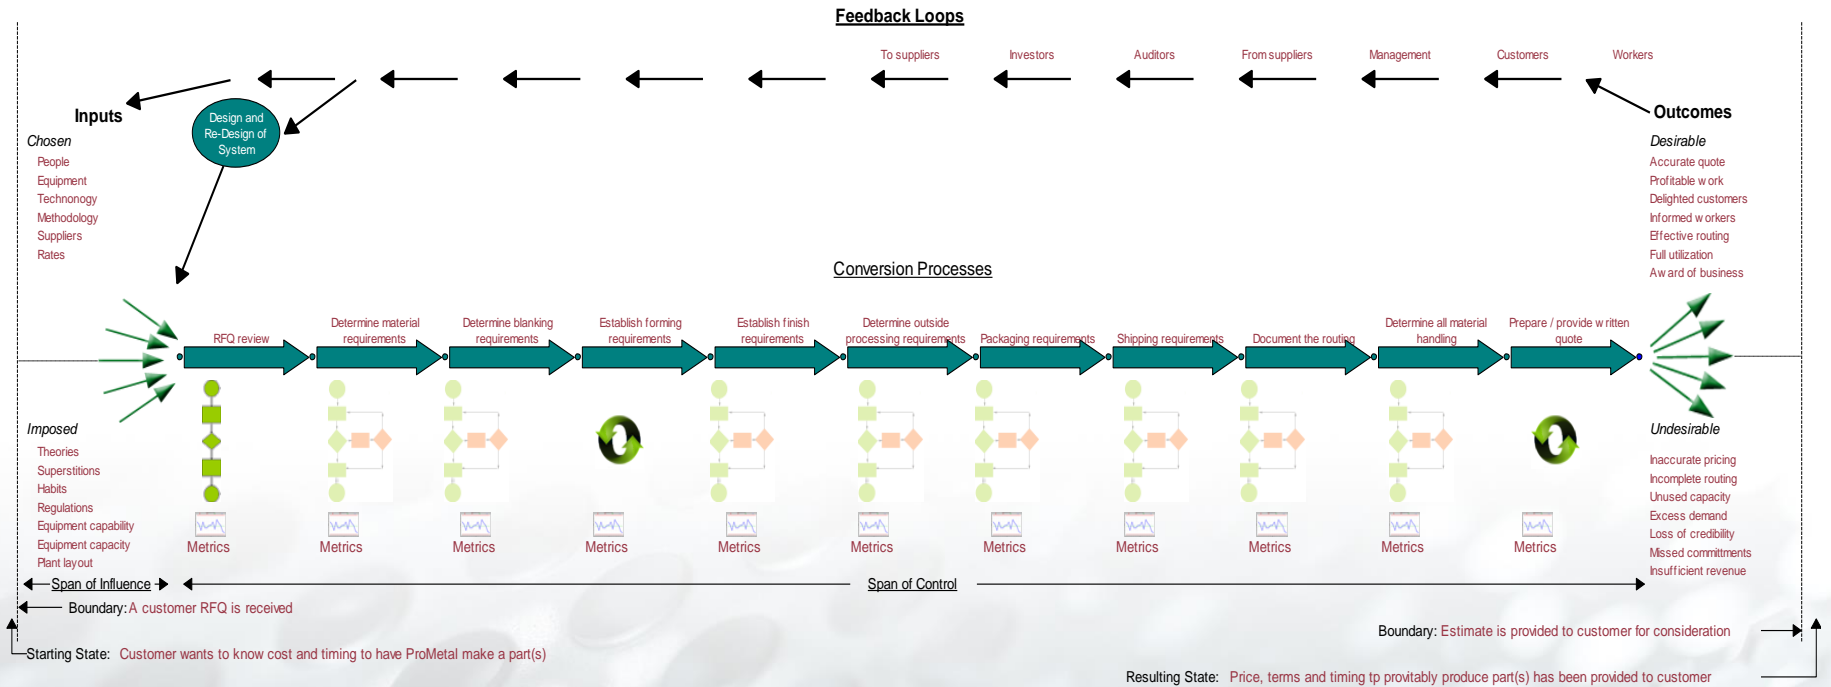 Feedback Loops
To suppliers
Investors
Auditors
From suppliers
Management
Customers
Workers
Inputs
Chosen
People
Equipment
Technonogy
Methodology
Suppliers
Rates
Design and
Re-Design of
System
Outcomes
Desirable
Accurate quote
Profitable work
Delighted customers
Informed workers
Effective routing
Full utilization
Award of business
Conversion Processes
RFQ review
Determine material
requirements
Determine blanking
requirements
Establish forming
requirements
Establish finish
requirements
Determine outside
processing requirements
Packaging requirements
Shipping requirements
Document the routing
Determine all material
handling
Prepare / provide written
quote
Imposed
Theories
Superstitions
Habits
Regulations
Equipment capability
Equipment capacity
Plant layout
Metrics
Metrics
Metrics
Metrics
Metrics
Metrics
Metrics
Metrics
Metrics
Metrics
Metrics
Undesirable
Inaccurate pricing
Incomplete routing
Unused capacity
Excess demand
Loss of credibility
Missed committments
Insufficient revenue
Span of Influence
Span of Control
Boundary: A customer RFQ is received
Starting State: Customer wants to know cost and timing to have ProMetal make a part(s)
Boundary: Estimate is provided to customer for consideration
Resulting State: Price, terms and timing tp provitably produce part(s) has been provided to customer